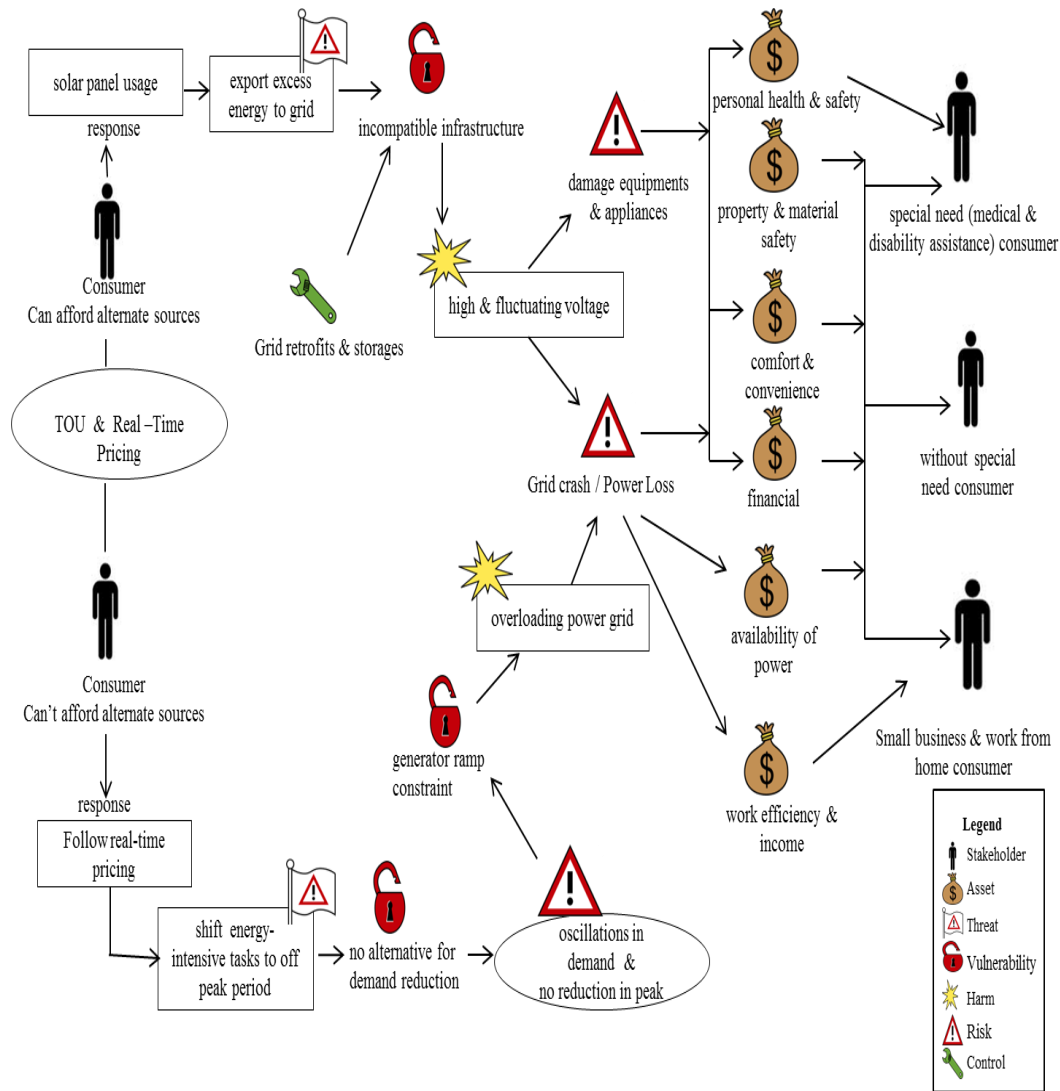 solar panel usage
export excess
energy to grid
response
incompatible infrastructure
Consumer
Can afford alternate sources
Grid retrofits & storages
high & fluctuating voltage
TOU & Real –Time
Pricing
damage equipments
& appliances
Grid crash / Power Loss
$
personal health & safety
$
property & material
safety
$
comfort &
convenience
$
financial
$
availability of
power
$
work efficiency &
income
special need (medical &
disability assistance) consumer
without special
need consumer
Small business & work from
home consumer
overloading power grid
generator ramp
constraint
Consumer
Can't afford alternate sources
response
Follow real-time
pricing
shift energy-
intensive tasks to off
peak period
no alternative for
demand reduction
oscillations in
demand &
no reduction in peak
Legend
Stakeholder
$ Asset
Threat
Vulnerability
Harm
Risk
Control